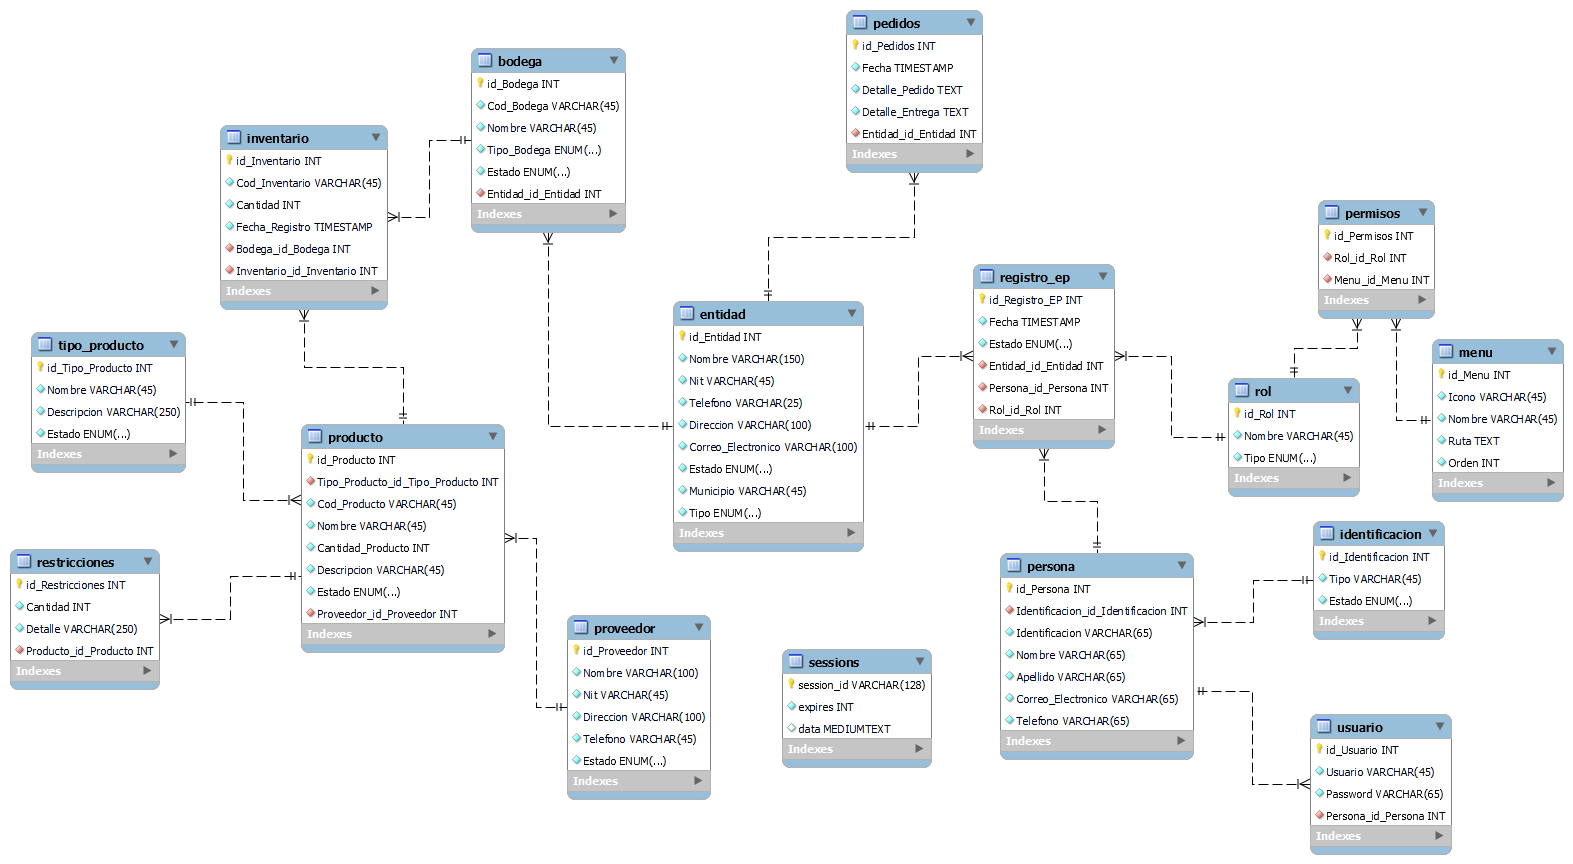 pedidos
id_Pedidos INT
Fecha TIMESTAMP
Detalle_Pedido TEXT
Detalle_Entrega TEXT
Entidad_id_Entidad INT
Indexes
bodega
id_Bodega INT
Cod_Bodega VARCHAR(45)
Nombre VARCHAR(45)
Tipo_Bodega ENUM(...)
Estado ENUM(...)
Entidad_id_Entidad INT
Indexes
inventario
id_Inventario INT
Cod_Inventario VARCHAR(45)
Cantidad INT
Fecha_Registro TIMESTAMP
Bodega_id_Bodega INT
Inventario_id_Inventario INT
Indexes
permisos
id_Permisos INT
Rol_id_Rol INT
Menu_id_Menu INT
Indexes
registro_ep
id_Registro_EP INT
Fecha TIMESTAMP
Estado ENUM(...)
Entidad_id_Entidad INT
Persona_id_Persona INT
Rol_id_Rol INT
Indexes
entidad
id_Entidad INT
Nombre VARCHAR(150)
Nit VARCHAR(45)
Telefono VARCHAR(25)
Direccion VARCHAR(100)
Correo_Electronico VARCHAR(100)
Estado ENUM(...)
Municipio VARCHAR(45)
Tipo ENUM(...)
Indexes
tipo_producto
id_Tipo_Producto INT
Nombre VARCHAR(45)
Descripcion VARCHAR(250)
Estado ENUM(...)
Indexes
menu
id_Menu INT
Icono VARCHAR(45)
Nombre VARCHAR(45)
Ruta TEXT
Orden INT
Indexes
rol
id_Rol INT
Nombre VARCHAR(45)
Tipo ENUM(...)
Indexes
producto
id_Producto INT
Tipo_Producto_id_Tipo_Producto INT
Cod_Producto VARCHAR(45)
Nombre VARCHAR(45)
Cantidad_Producto INT
Descripcion VARCHAR(45)
Estado ENUM(...)
Proveedor_id_Proveedor INT
Indexes
identificacion
id_Identificacion INT
Tipo VARCHAR(45)
Estado ENUM(...)
Indexes
restricciones
id_Restricciones INT
Cantidad INT
Detalle VARCHAR(250)
Producto_id_Producto INT
Indexes
persona
id_Persona INT
Identificacion_id_Identificacion INT
Identificacion VARCHAR(65)
Nombre VARCHAR(65)
Apellido VARCHAR(65)
Correo_Electronico VARCHAR(65)
Telefono VARCHAR(65)
Indexes
proveedor
id_Proveedor INT
Nombre VARCHAR(100)
Nit VARCHAR(45)
Direccion VARCHAR(100)
Telefono VARCHAR(45)
Estado ENUM(...)
Indexes
sessions
session_id VARCHAR(128)
expires INT
data MEDIUMTEXT
Indexes
usuario
id_Usuario INT
Usuario VARCHAR(45)
Password VARCHAR(65)
Persona_id_Persona INT
Indexes